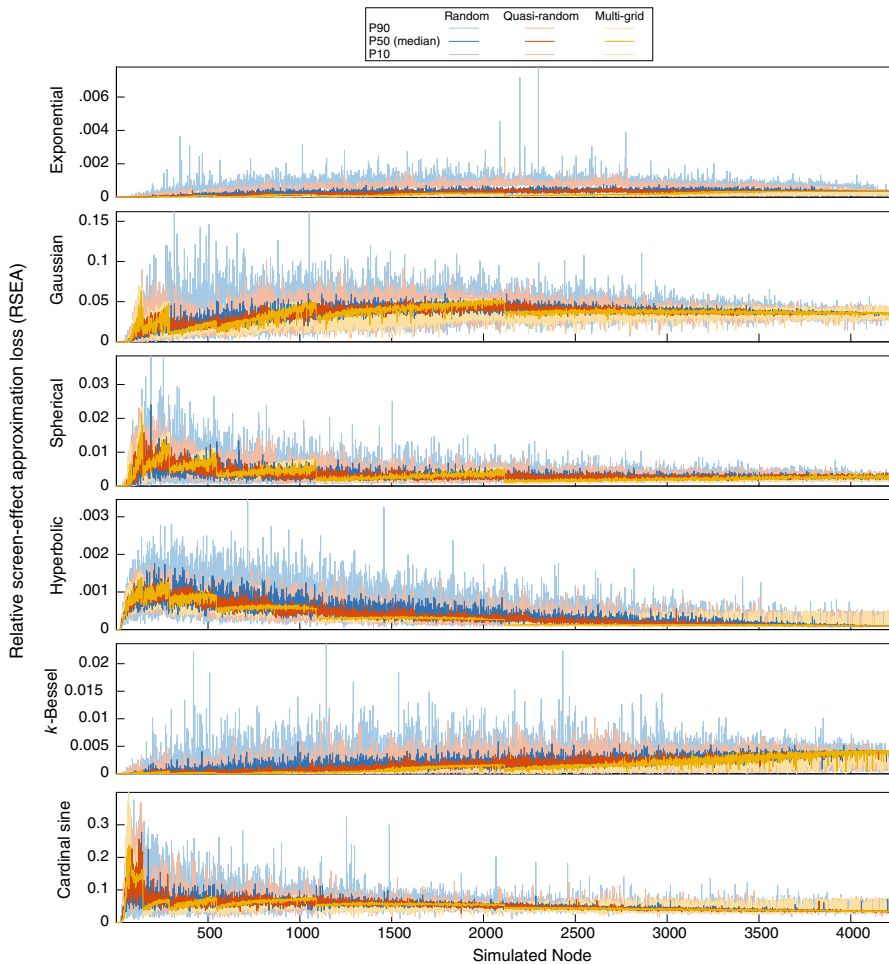 Random Quasi-random Multi-grid
P90
P50 (median)
P10
Relative screen-effect approximation loss (RSEA)
Exponential
.006
.004
.002
0
Gaussian
0.15
0.1
0.05
0
Spherical
0.03
0.02
0.01
0
Hyperbolic
.003
.002
.001
0
k-Bessel
0.02
0.015
0.01
0.005
0
Cardinal sine
0.3
0.2
0.1
0
500 1000 1500 2000 2500 3000 3500 4000
Simulated Node